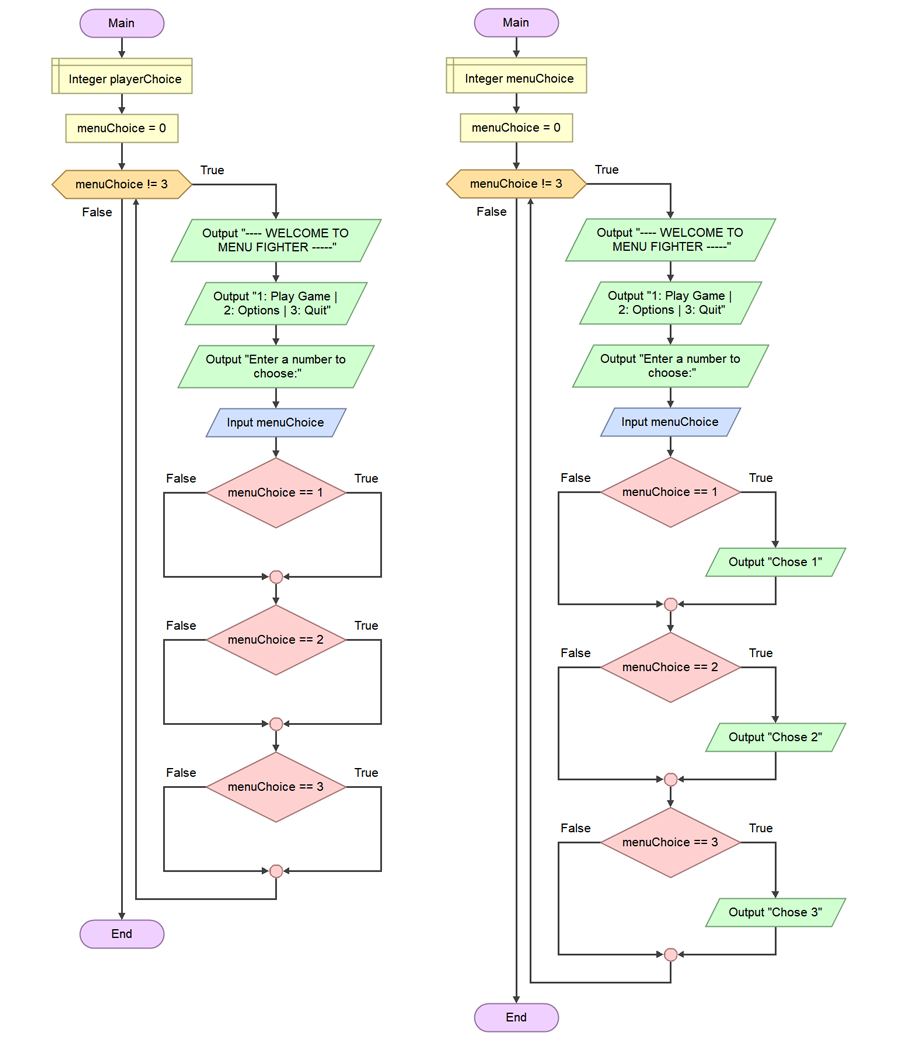 Main
Integer playerChoice
menuChoice = 0
menuChoice != 3
True
False
Output "---- WELCOME TO
MENU FIGHTER -----"
Output "1: Play Game |
2: Options | 3: Quit"
Output "Enter a number to
choose:"
Input menuChoice
False
True
menuChoice == 1
False
True
menuChoice == 2
False
True
menuChoice == 3
End
Main
Integer menuChoice
menuChoice = 0
menuChoice != 3
True
False
Output "---- WELCOME TO
MENU FIGHTER -----"
Output "1: Play Game |
2: Options | 3: Quit"
Output "Enter a number to
choose:"
Input menuChoice
False
True
menuChoice == 1
Output "Chose 1"
False
True
menuChoice == 2
Output "Chose 2"
False
True
menuChoice == 3
Output "Chose 3"
End